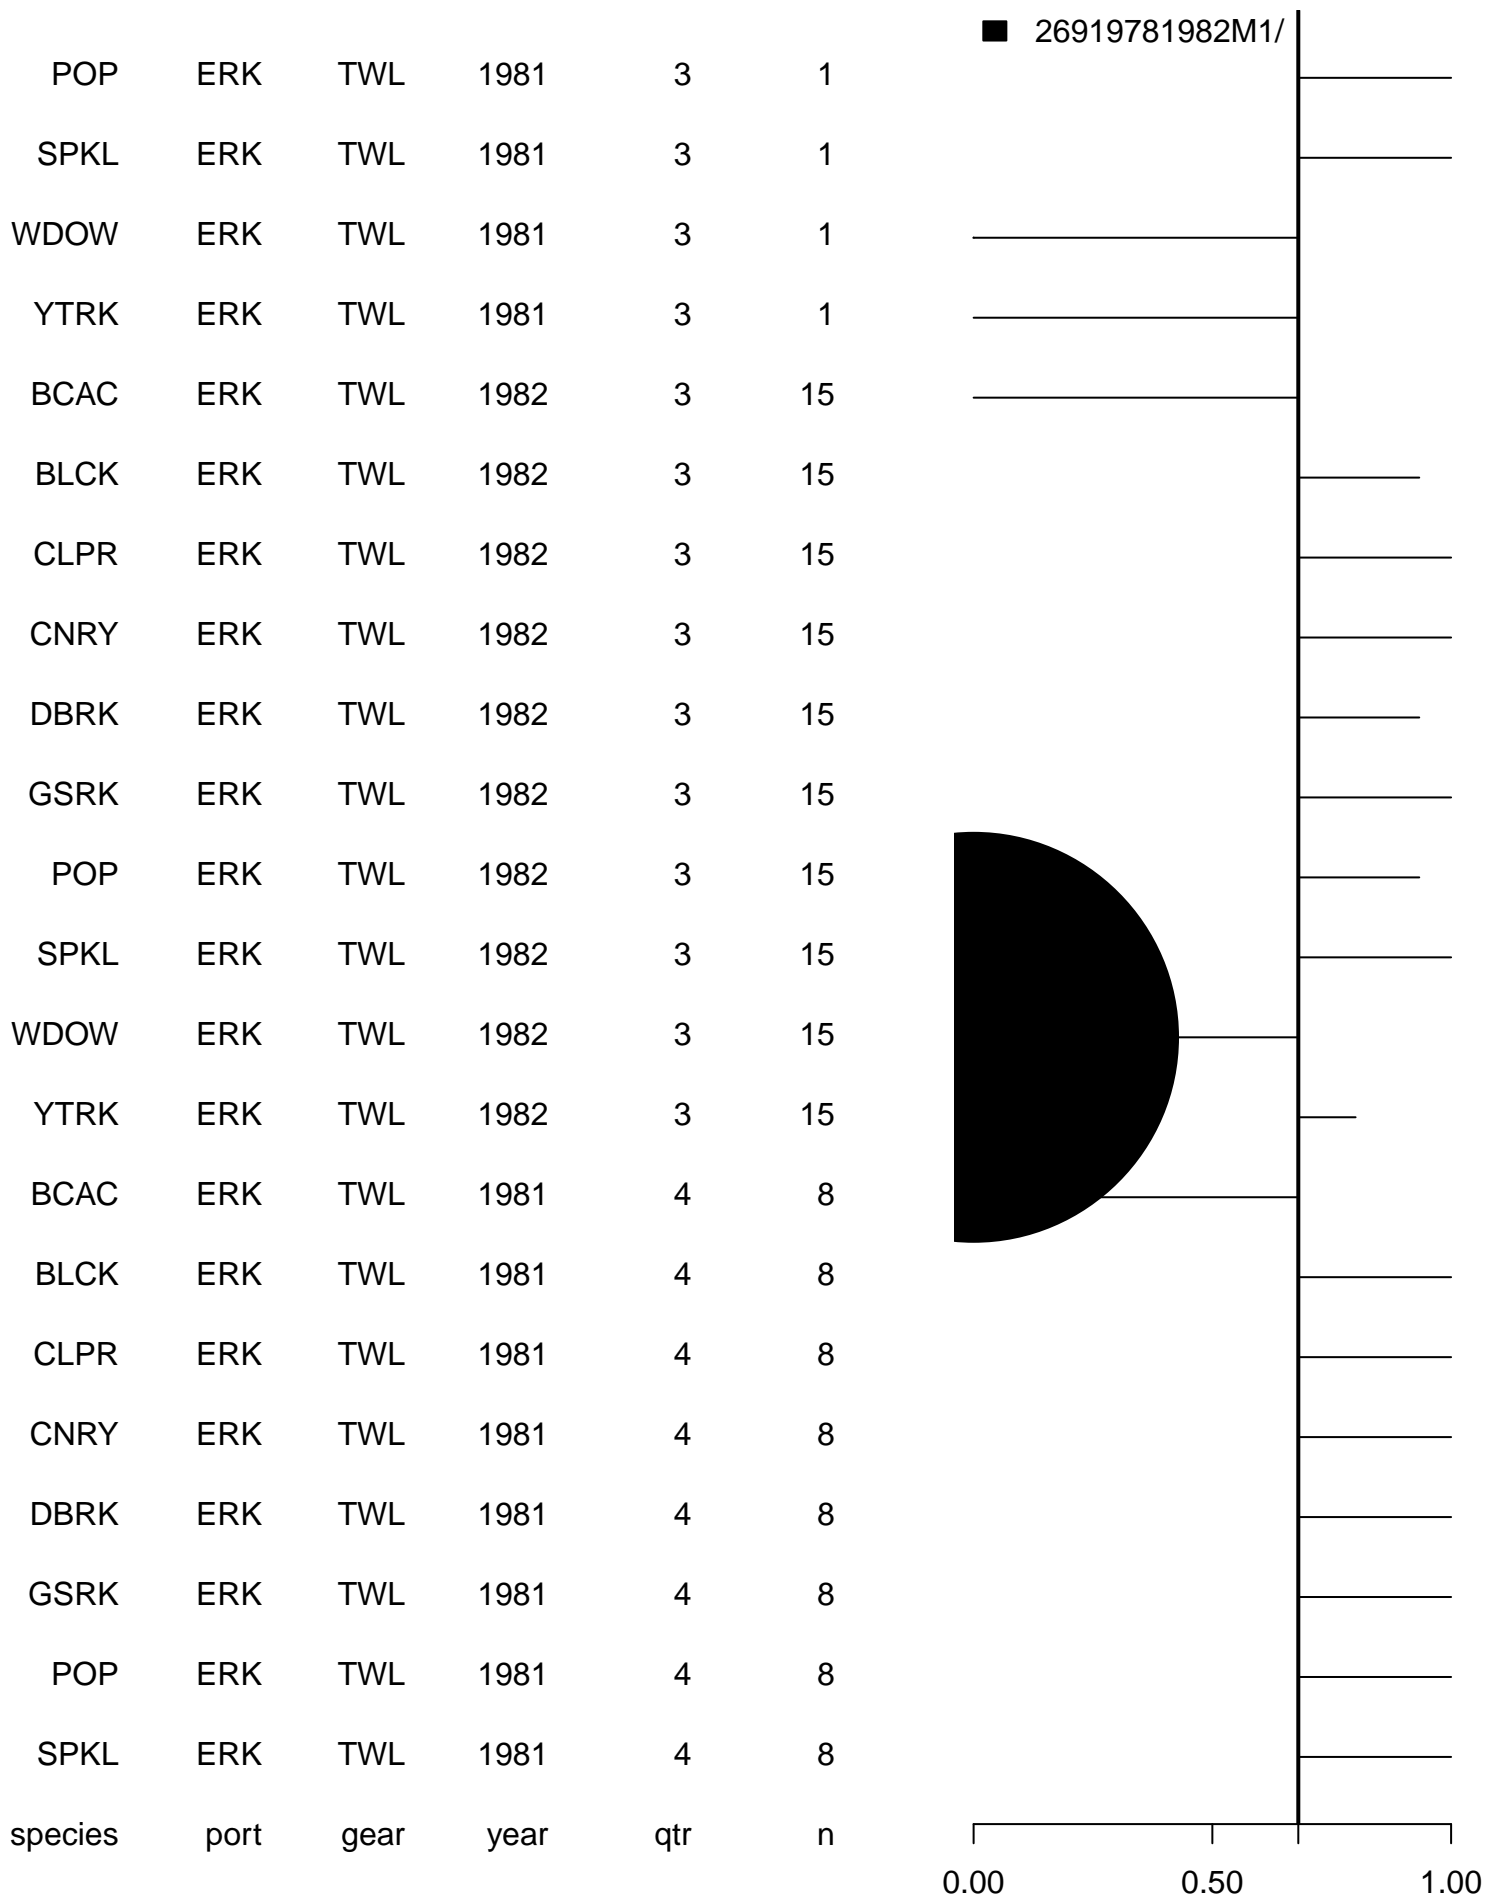 26919781982M1/
POP ERK TWL 1981 3 1
SPKL ERK TWL 1981 3 1
WDOW ERK TWL 1981 3 1
YTRK ERK TWL 1981 3 1
BCAC ERK TWL 1982 3 15
BLCK ERK TWL 1982 3 15
CLPR ERK TWL 1982 3 15
CNRY ERK TWL 1982 3 15
DBRK ERK TWL 1982 3 15
GSRK ERK TWL 1982 3 15
POP ERK TWL 1982 3 15
SPKL ERK TWL 1982 3 15
WDOW ERK TWL 1982 3 15
YTRK ERK TWL 1982 3 15
BCAC ERK TWL 1981 4 8
BLCK ERK TWL 1981 4 8
CLPR ERK TWL 1981 4 8
CNRY ERK TWL 1981 4 8
DBRK ERK TWL 1981 4 8
GSRK ERK TWL 1981 4 8
POP ERK TWL 1981 4 8
SPKL ERK TWL 1981 4 8
species port gear year qtr n
0.00 0.50 1.00